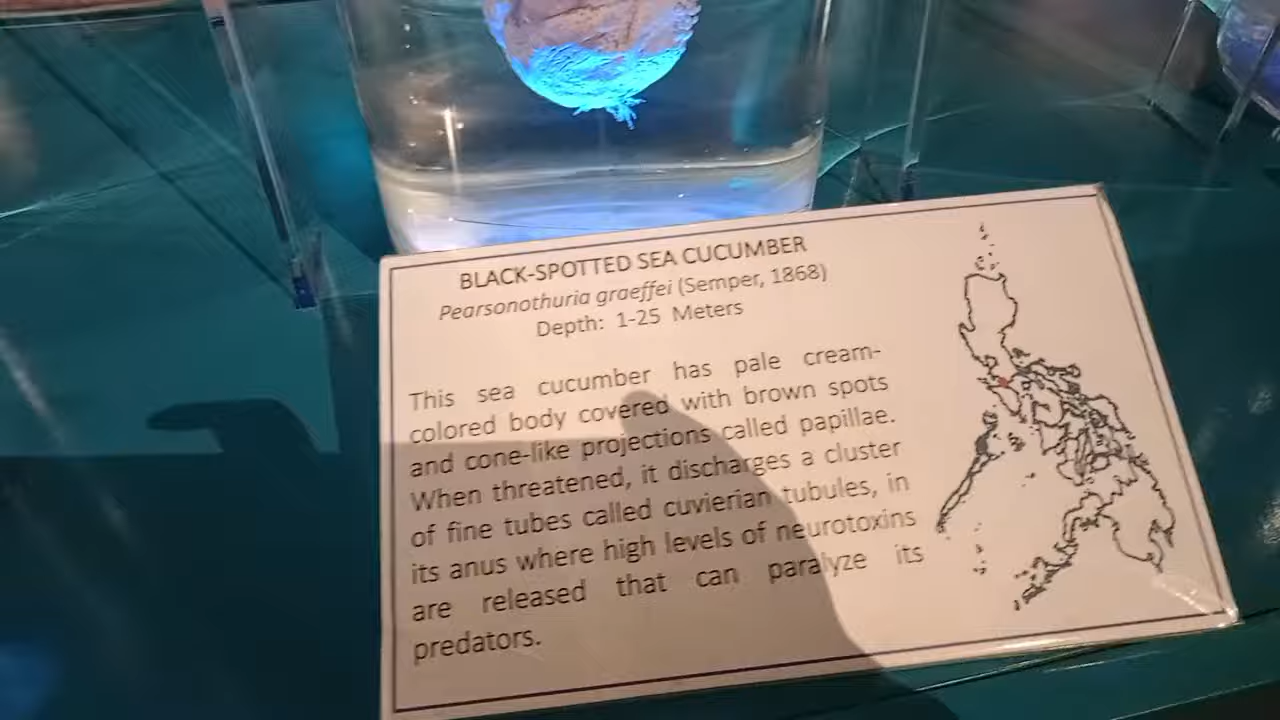 BLACK-SPOTTED SEA CUCUMBER
Pearsonothuria graeffei (Semper, 1868)
Depth: 1-25 Meters
This sea cucumber has pale cream-
colored body covered with brown spots
and cone-like projections called papillae.
When threatened, it discharges a cluster
of fine tubes called cuvierian tubules, in
its anus where high levels of neurotoxins
are released that can paralyze its
predators.